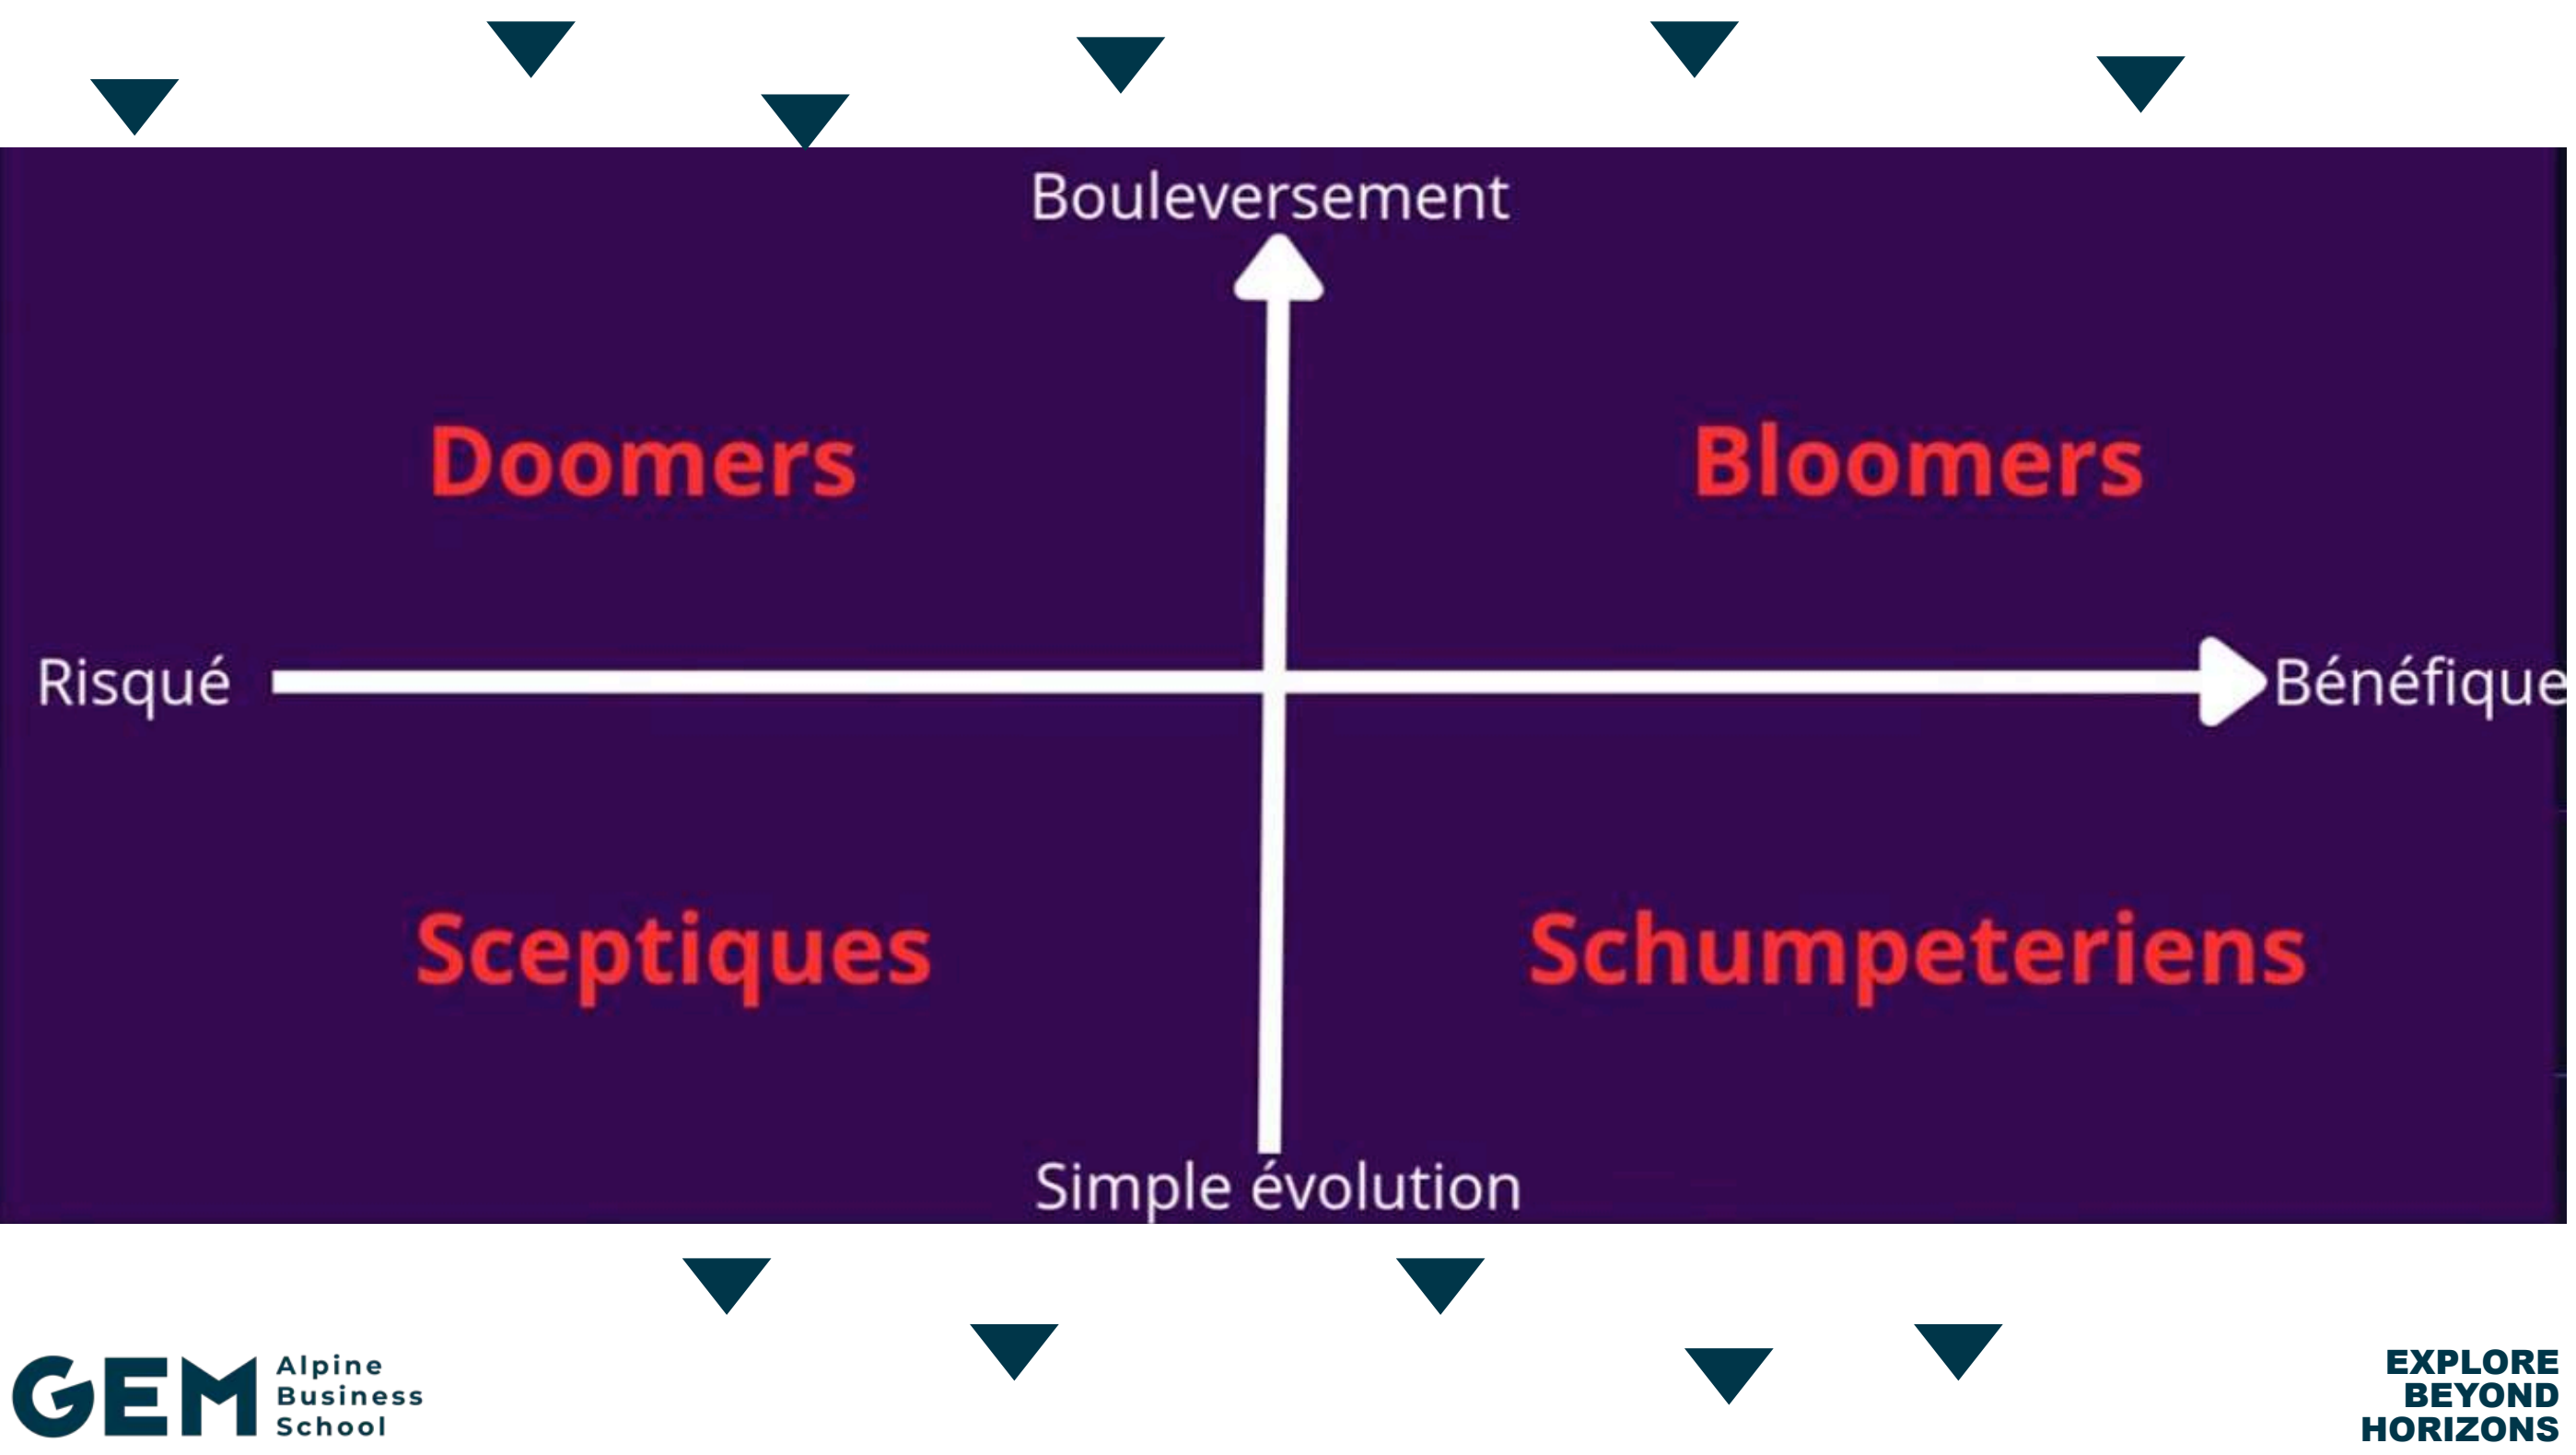 Bouleversement
Doomers
Bloomers
Risqué
Bénéfique
Sceptiques
Schumpeteriens
Simple évolution
GEM
Alpine
Business
School
EXPLORE
BEYOND
HORIZONS